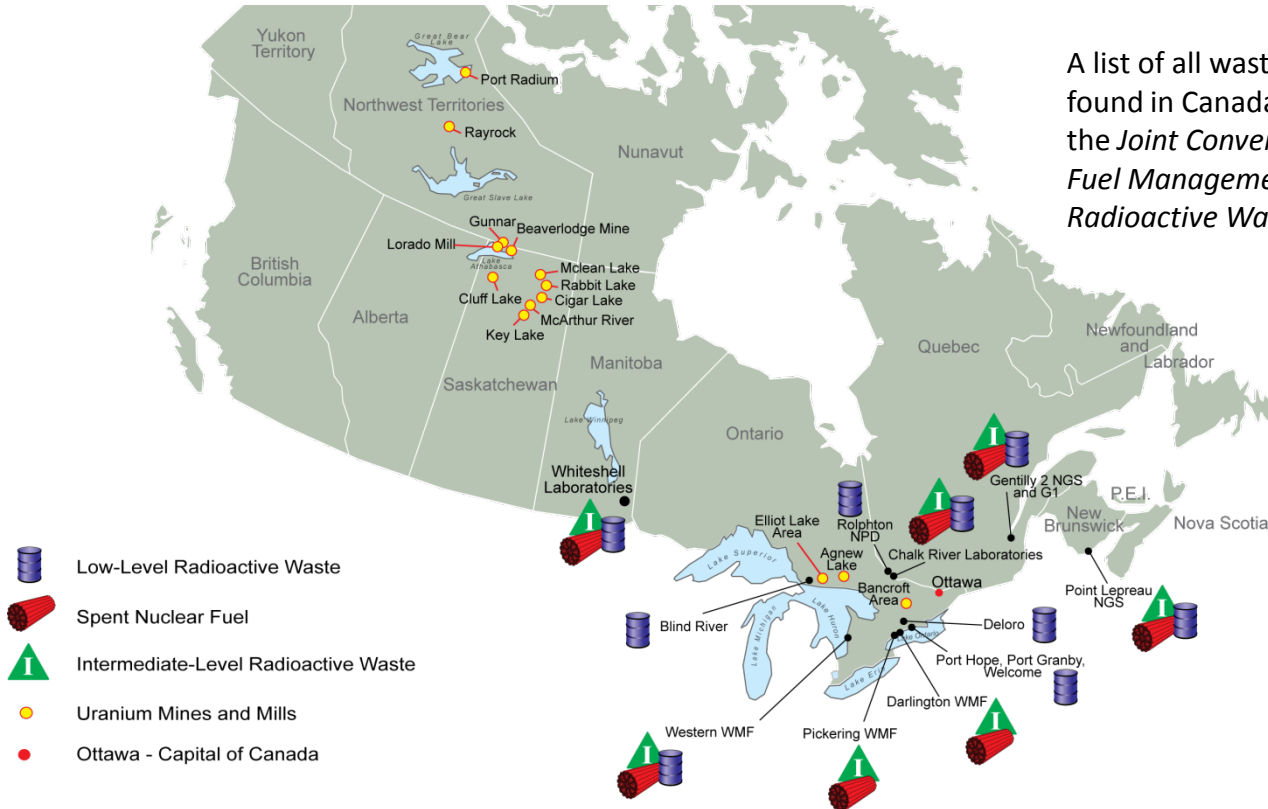 Yukon
Territory
Great Bear
Lake
Port Radium
Northwest Territories
Rayrock
Nunavut
Great Slave Lake
A list of all wast
found in Canada
the Joint Conver
Fuel Manageme
Radioactive Wa
Gunnar
Beaverlodge Mine
Lorado Mill
Lake
Athabasca
British
Columbia
Mclean Lake
Rabbit Lake
Cigar Lake
Cluff Lake
McArthur River
Key Lake
Alberta
Saskatchewan
Manitoba
Lake Winnipeg
Ontario
Quebec
Newfoundland
and
Labrador
Whiteshell
Laboratories
I
I
I
Gentilly 2 NGS
and G1
P.E.I.
New
Brunswick
Nova Scotia
Elliot Lake
Area
Agnew
Lake
Rolphton
NPD
Chalk River Laboratories
Ottawa
Bancroft
Area
Point Lepreau
NGS
I
Lake Superior
Lake Michigan
Lake Huron
Lake Ontario
Lake Erie
Blind River
Deloro
Port Hope, Port Granby,
Welcome
Darlington WMF
Pickering WMF
Western WMF
I
I
I
Low-Level Radioactive Waste
Spent Nuclear Fuel
I
Intermediate-Level Radioactive Waste
Uranium Mines and Mills
Ottawa - Capital of Canada